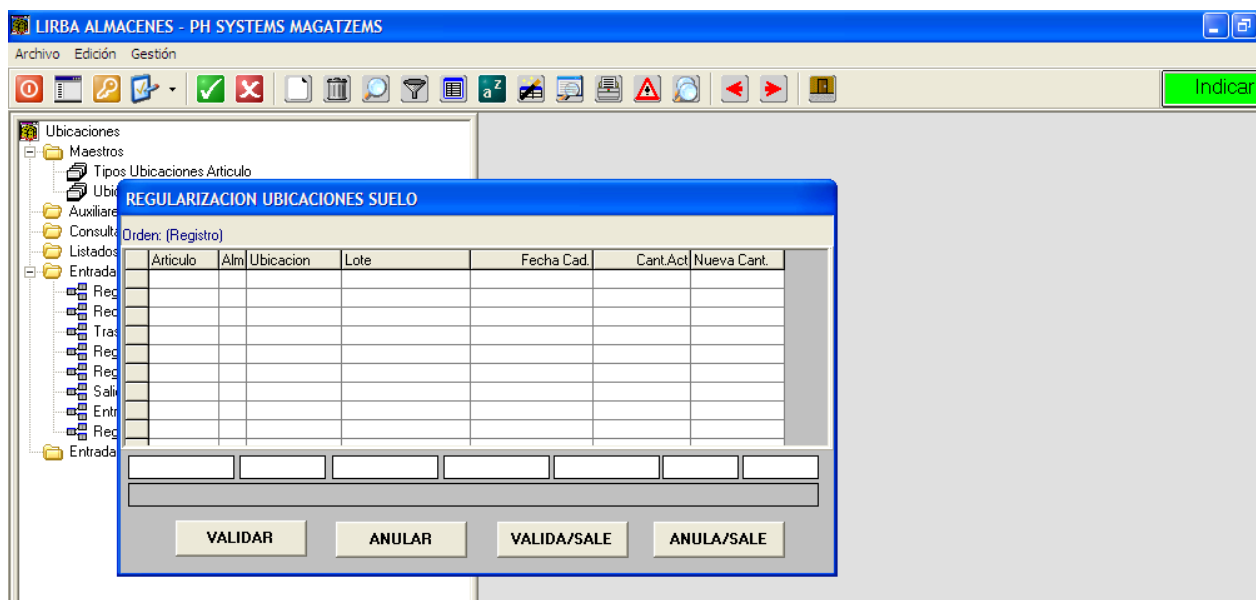 LIRBA ALMACENES - PH SYSTEMS MAGATZEMS
Archivo Edición Gestión
Indicar
Ubicaciones
Maestros
Tipos Ubicaciones Articulo
Ubi
Auxiliare
Consulta
Listados
Entrada
Reg
Rec
Tras
Reg
Reg
Salid
Entr
Reg
Entrada
REGULARIZACION UBICACIONES SUELO
Orden: (Registro)
Articulo Alm Ubicacion Lote Fecha Cad. Cant.Act Nueva Cant.
VALIDAR ANULAR VALIDA/SALE ANULA/SALE